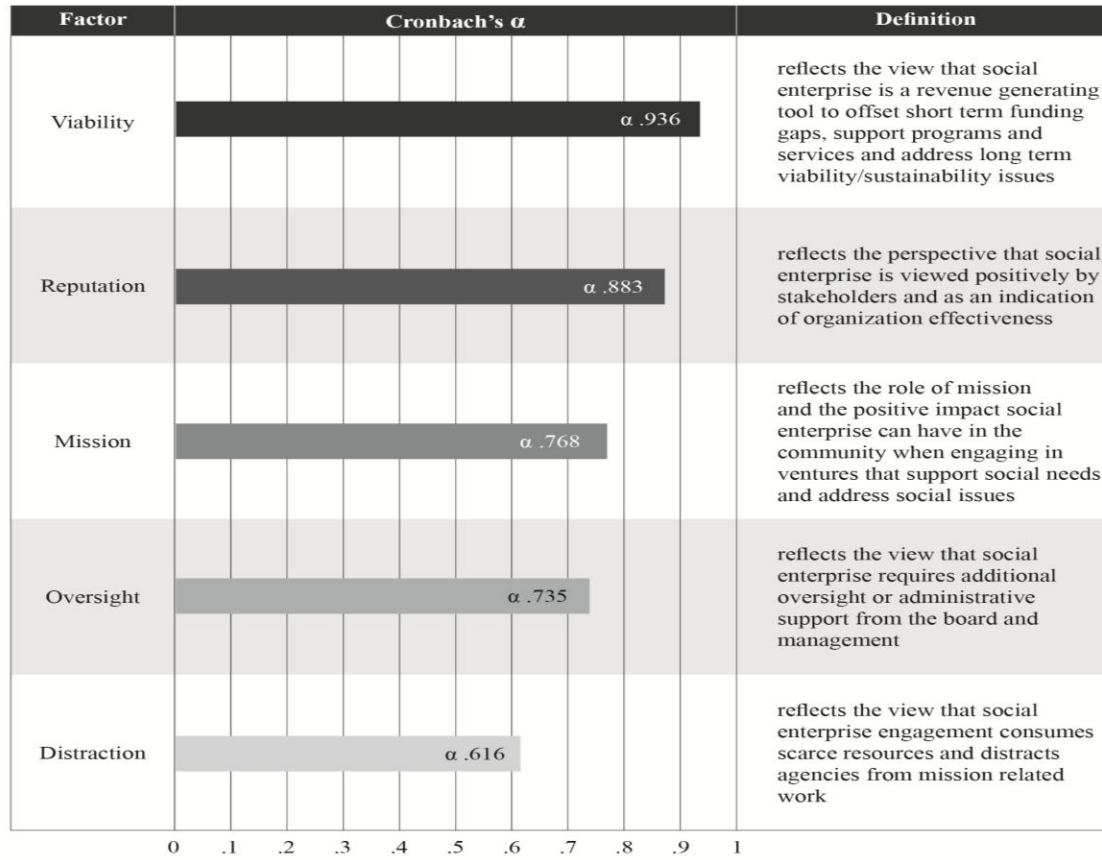 Factor
Cronbach's α
Definition
Viability
α .936
reflects the view that social
enterprise is a revenue generating
tool to offset short term funding
gaps, support programs and
services and address long term
viability/sustainability issues
Reputation
α .883
reflects the perspective that social
enterprise is viewed positively by
stakeholders and as an indication
of organization effectiveness
Mission
α .768
reflects the role of mission
and the positive impact social
enterprise can have in the
community when engaging in
ventures that support social needs
and address social issues
Oversight
α .735
reflects the view that social
enterprise requires additional
oversight or administrative
support from the board and
management
Distraction
α .616
reflects the view that social
enterprise engagement consumes
scarce resources and distracts
agencies from mission related
work
0 .1 .2 .3 .4 .5 .6 .7 .8 .9 1